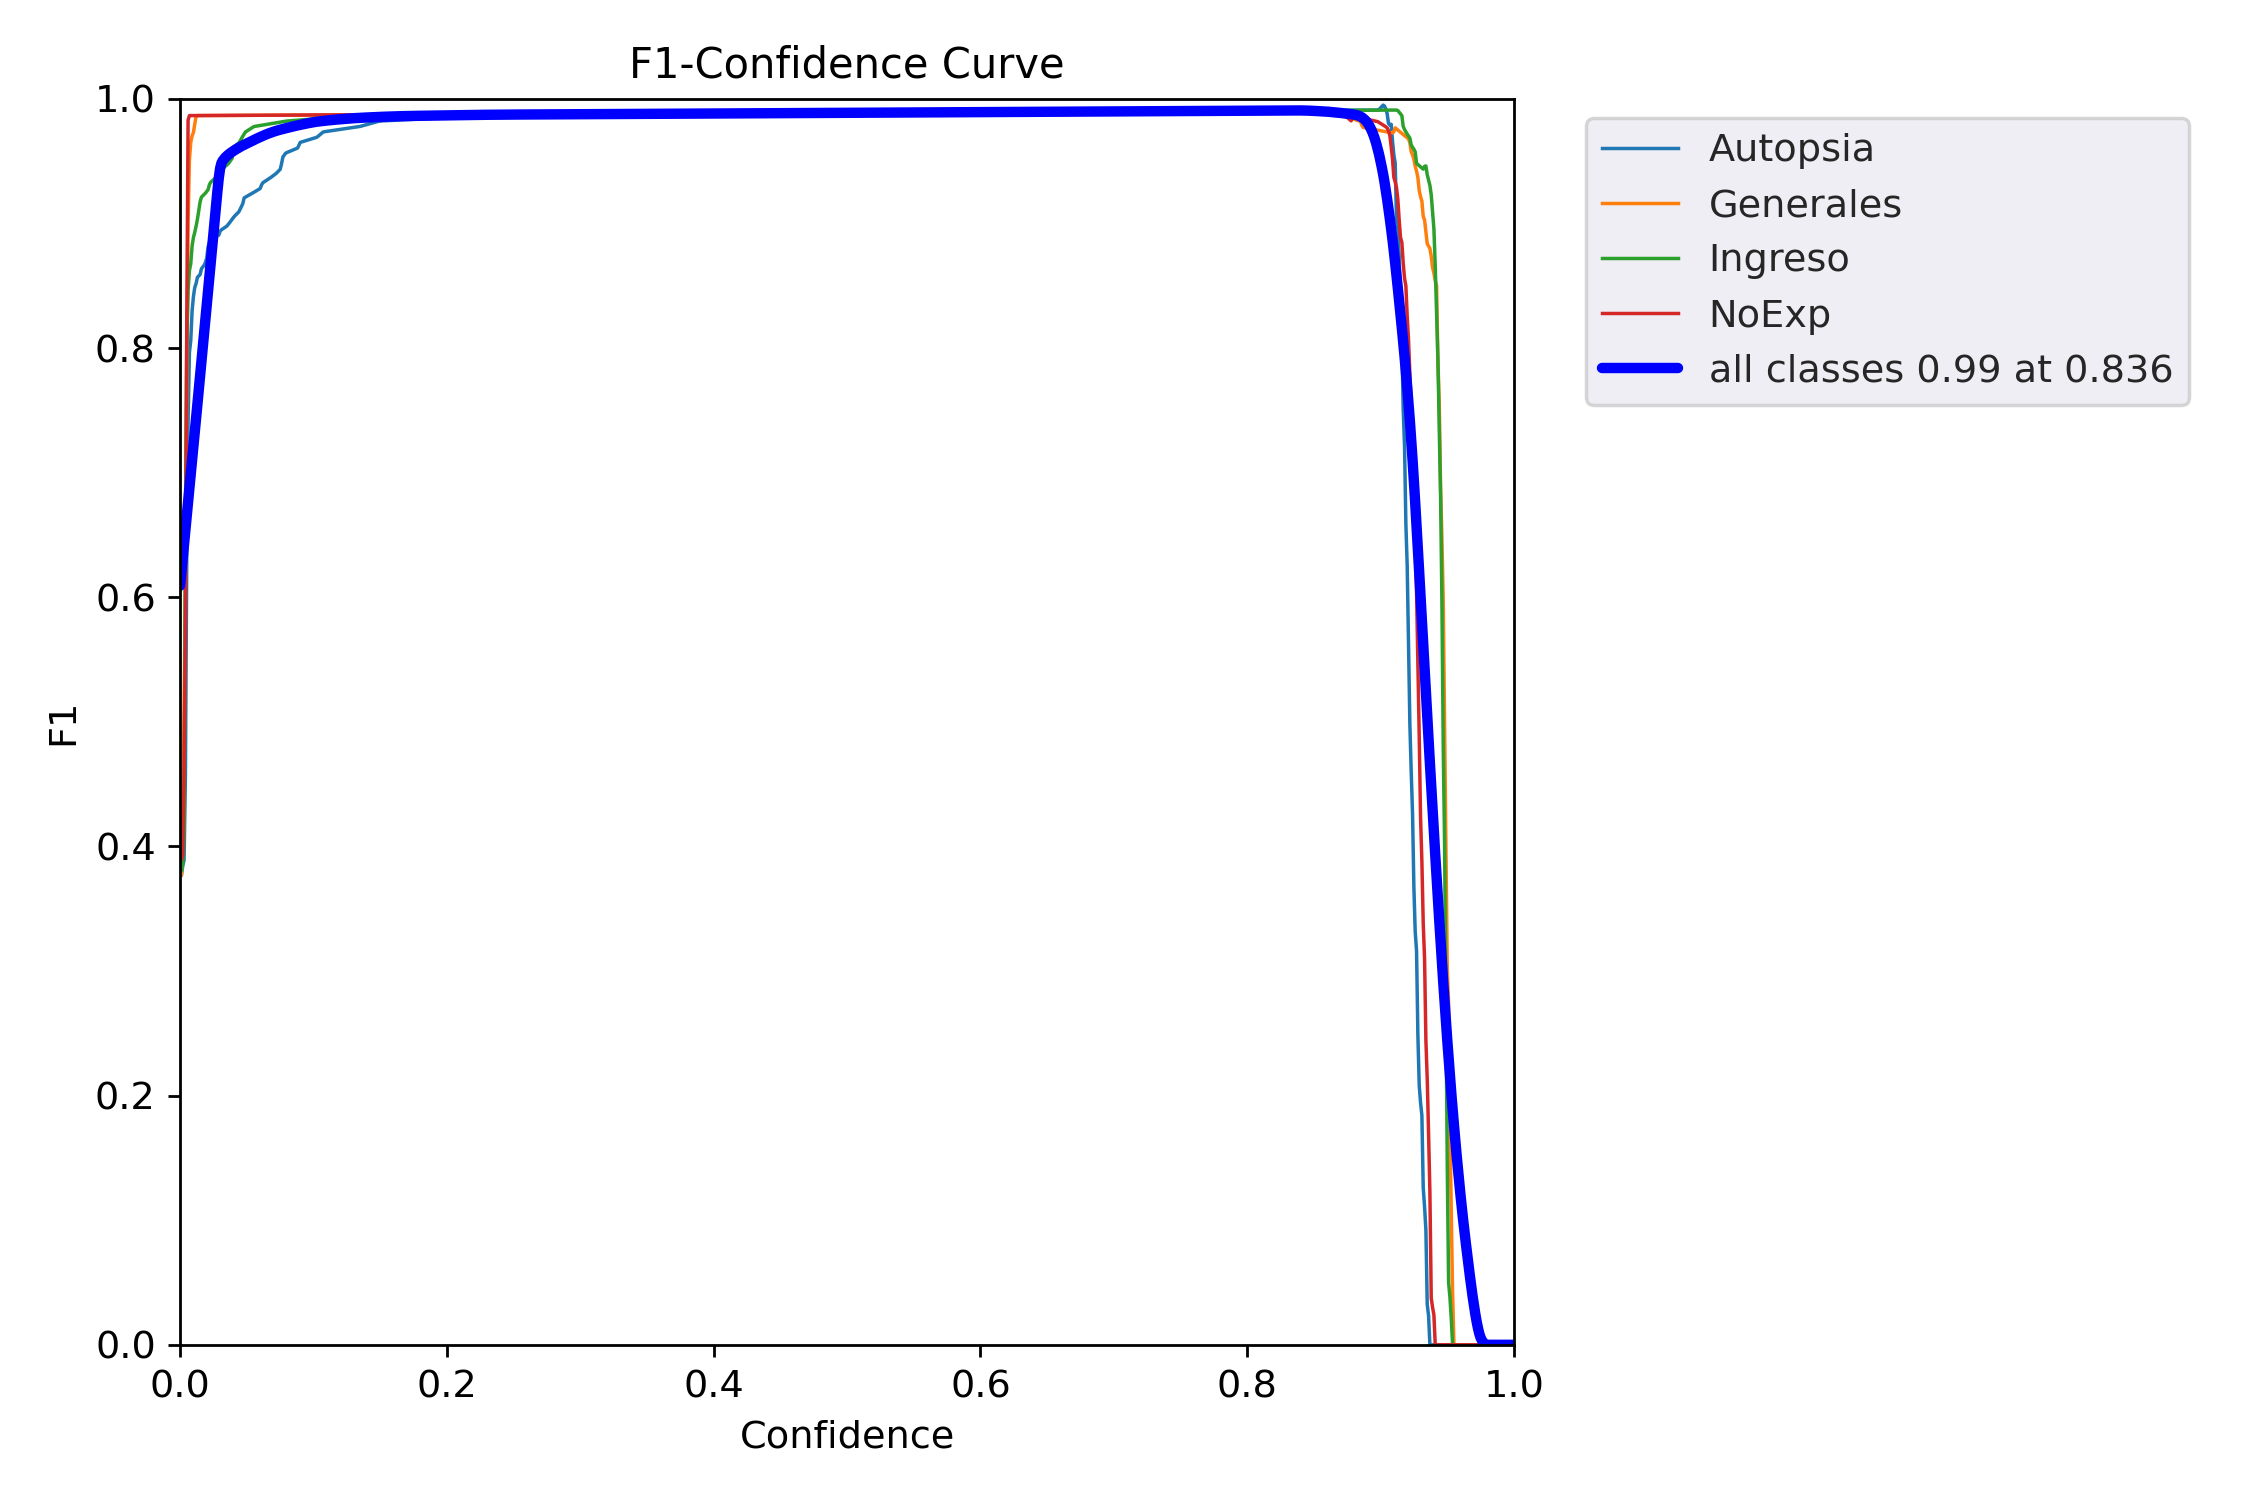 F1-Confidence Curve
1.0
0.8
0.6
0.4
0.2
0.0
F1
0.0 0.2 0.4 0.6 0.8 1.0
Confidence
Autopsia
Generales
Ingreso
NoExp
all classes 0.99 at 0.836